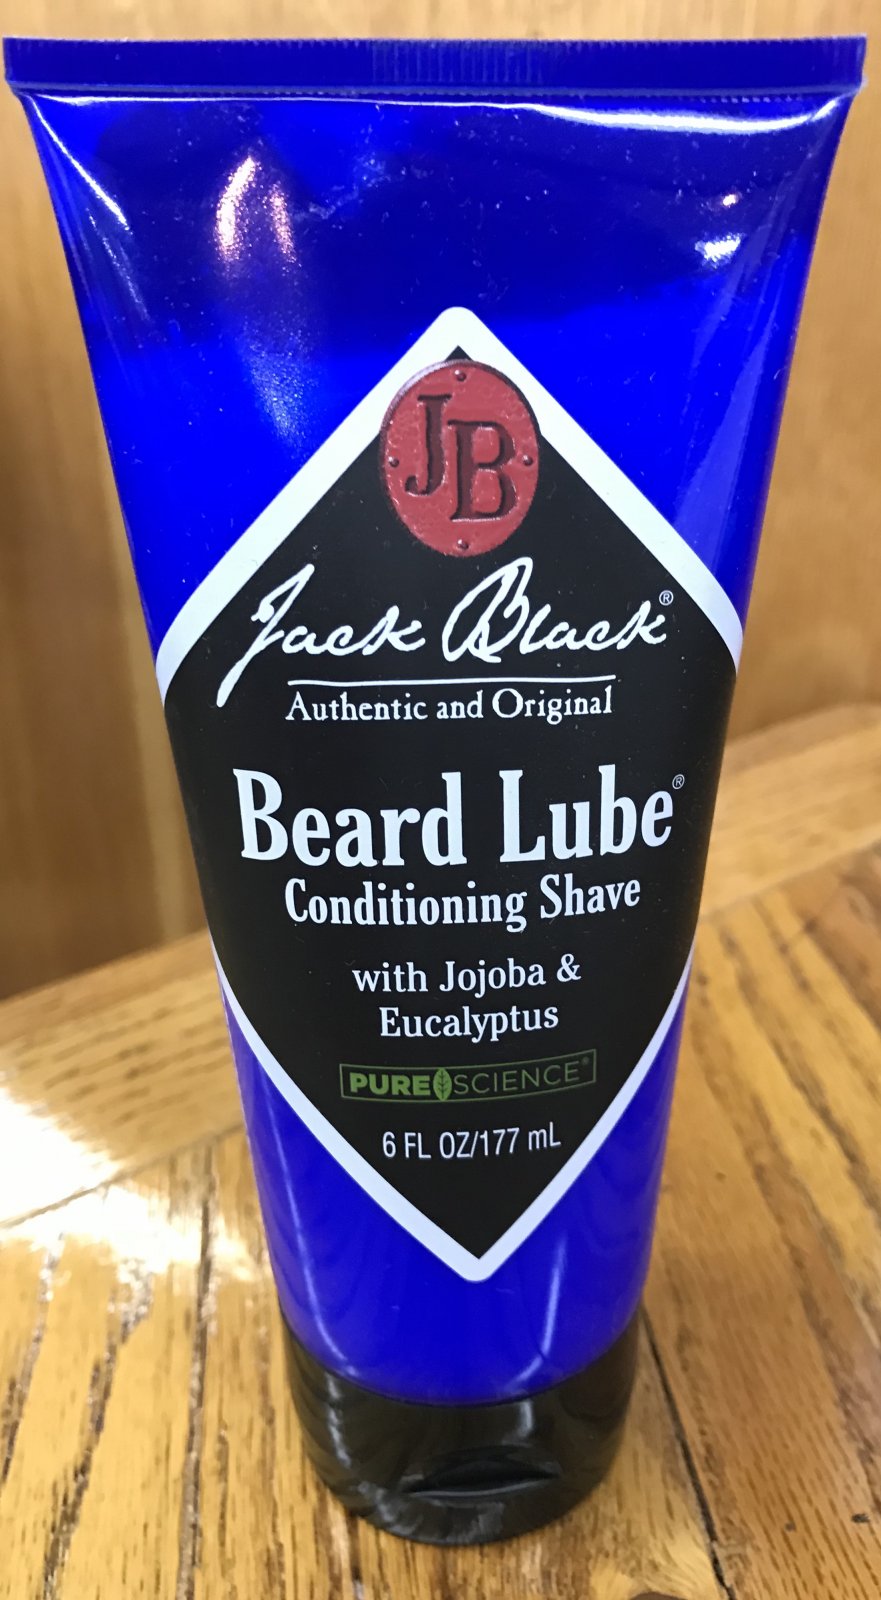 JB
Jack Black®
Authentic and Original
Beard Lube®
Conditioning Shave
with Jojoba &
Eucalyptus
PURE SCIENCE®
6 FL OZ/177 mL